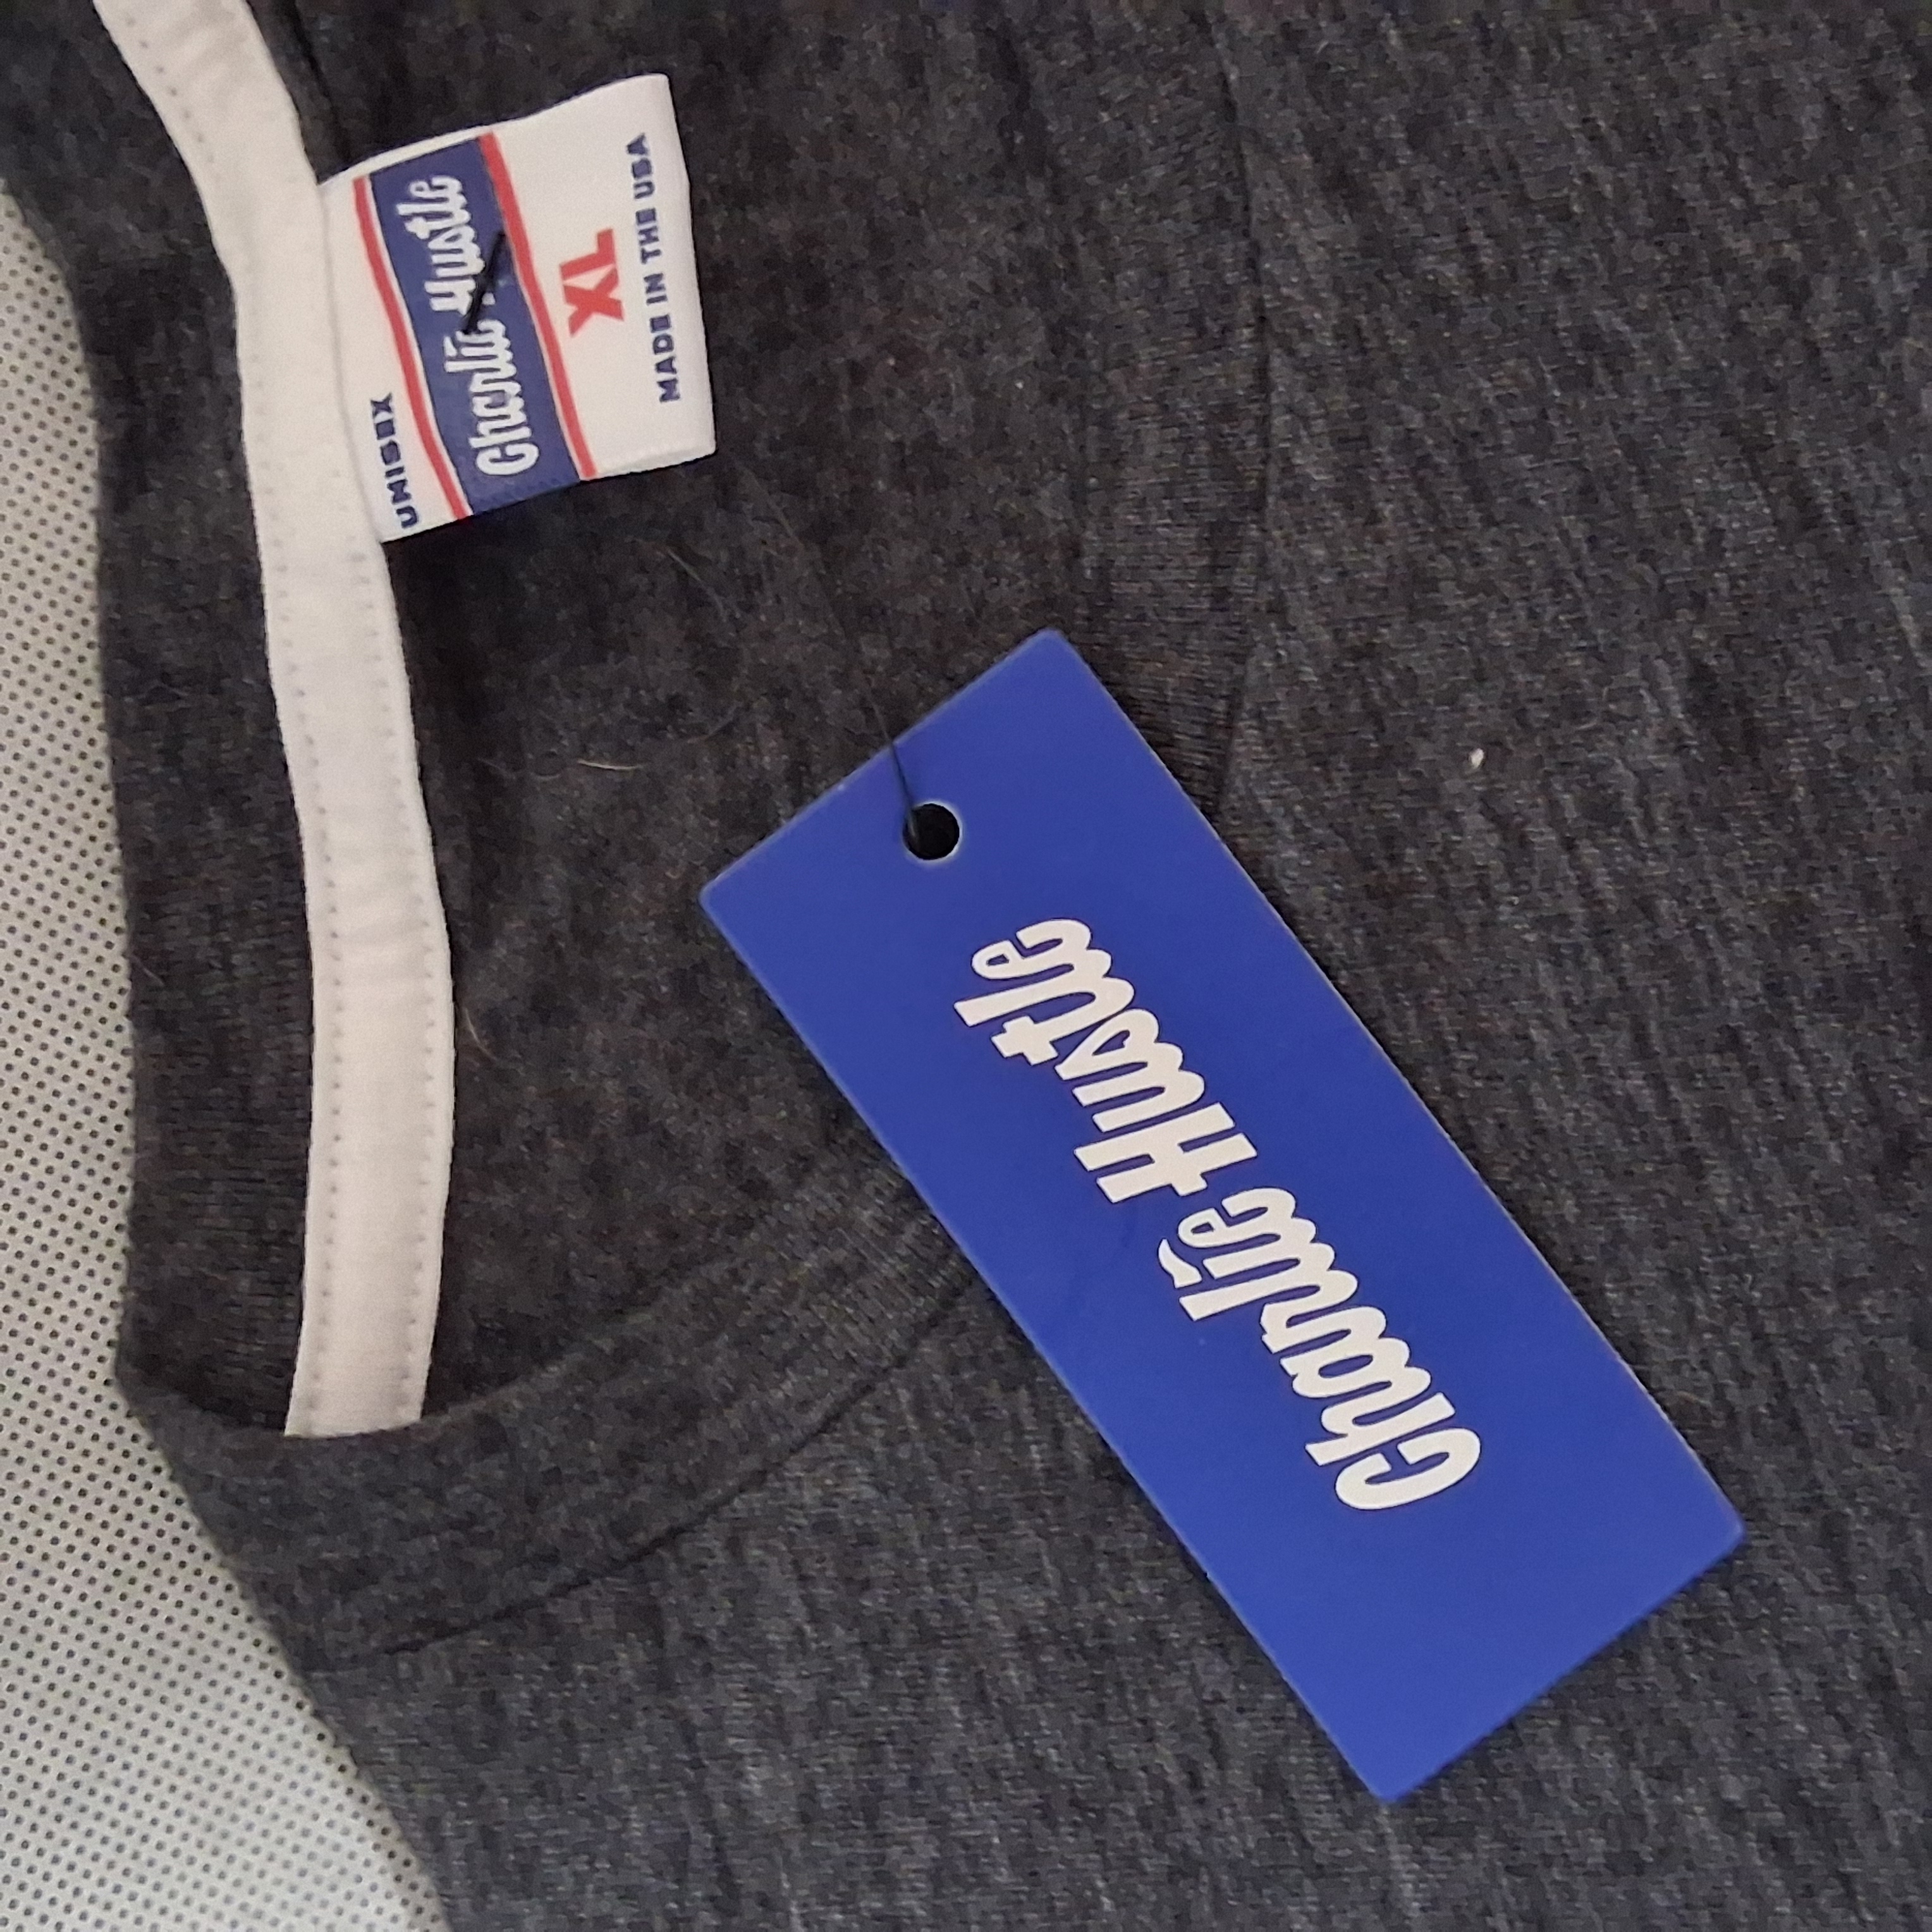 UNISEX
Charlie Hustle
XL
MADE IN THE USA
Charlie Hustle